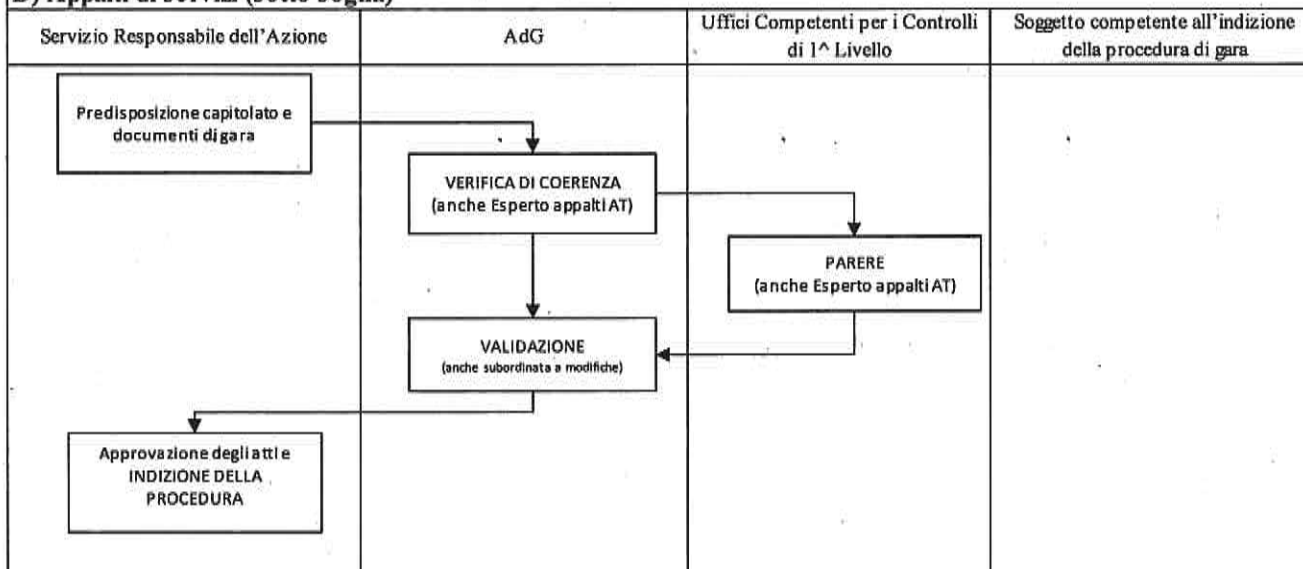 Servizio Responsabile dell'Azione
AdG
Uffici Competenti per i Controlli
di 1^ Livello
Soggetto competente all'indizione
della procedura di gara
Predisposizione capitolato e
documenti di gara
VERIFICA DI COERENZA
(anche Esperto appalti AT)
PARERE
(anche Esperto appalti AT)
VALIDAZIONE
(anche subordinata a modifiche)
Approvazione degli atti e
INDIZIONE DELLA
PROCEDURA